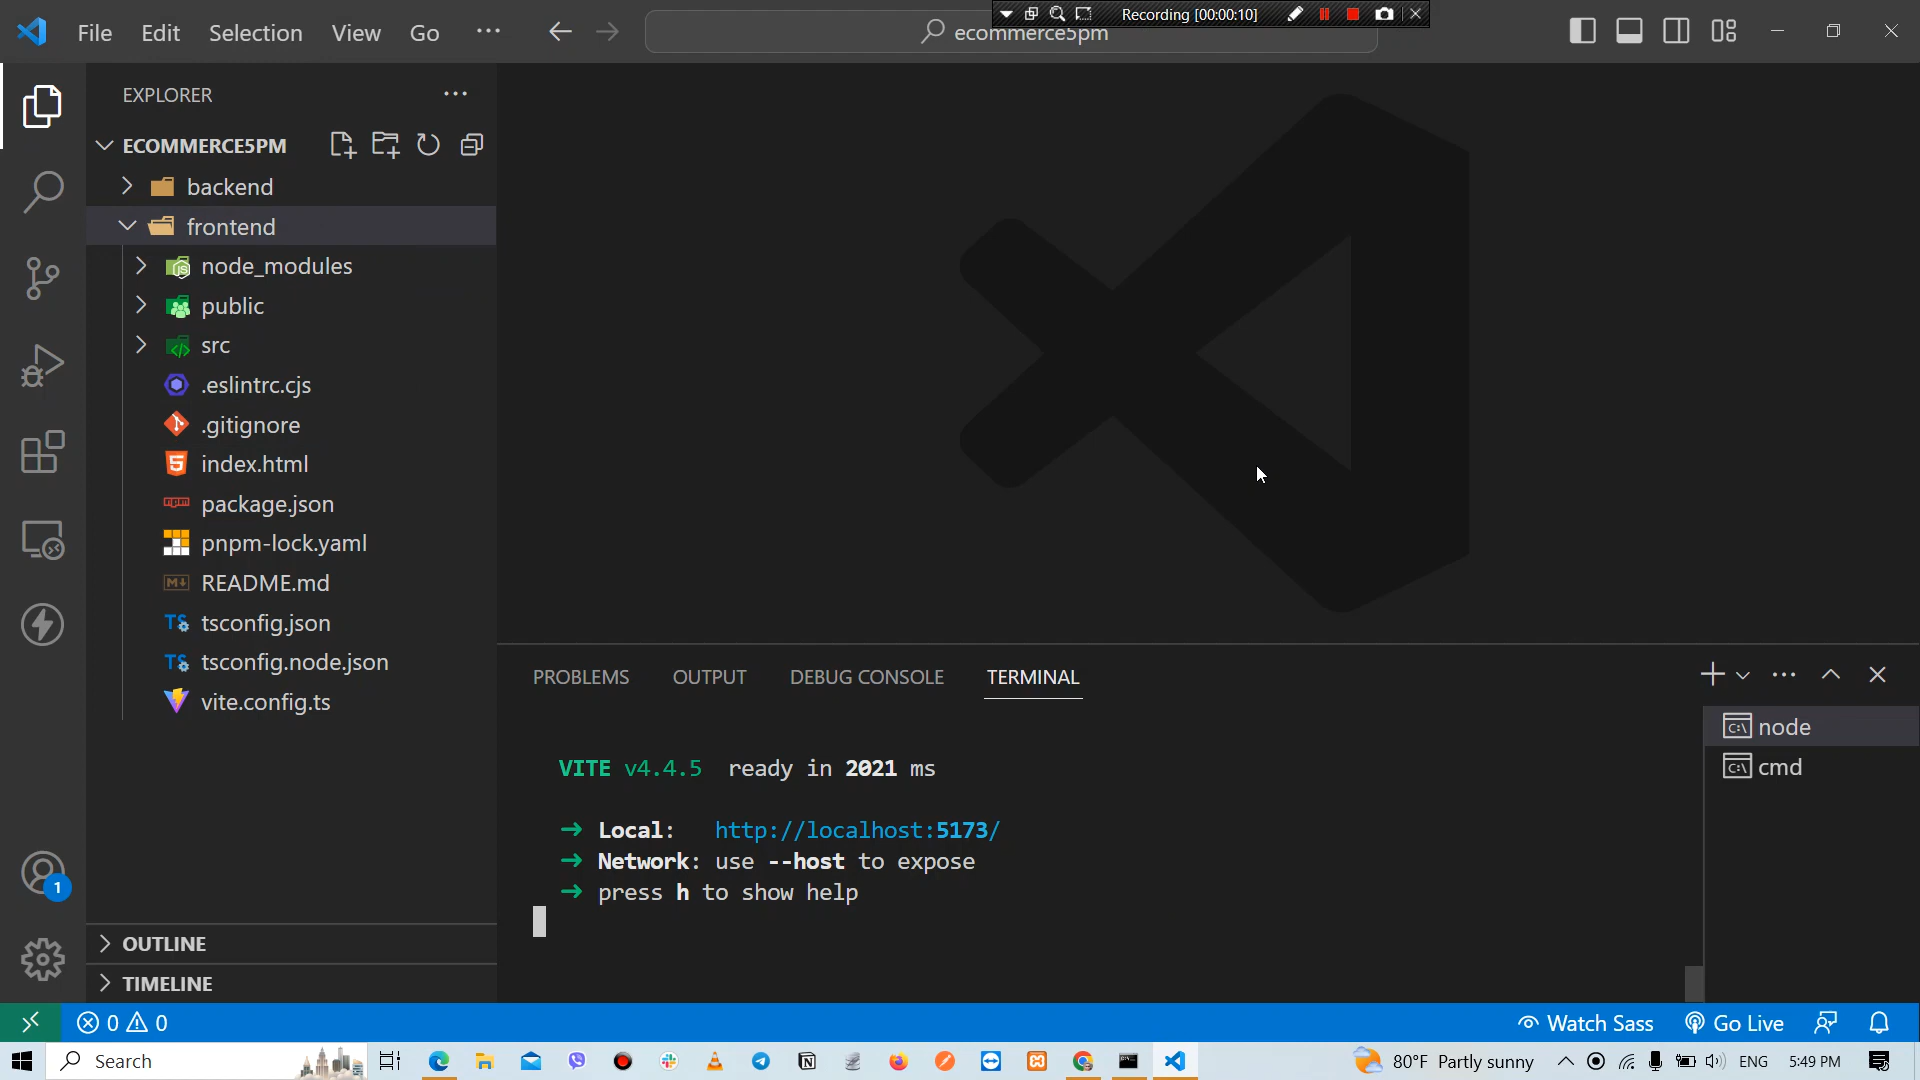 File Edit Selection View Go ... ecommerce5pm
Recording [00:00:10]
EXPLORER
ECOMMERCE5PM
backend
frontend
node_modules
public
src
.eslintrc.cjs
.gitignore
index.html
package.json
pnpm-lock.yaml
README.md
tsconfig.json
tsconfig.node.json
vite.config.ts
OUTLINE
TIMELINE
PROBLEMS OUTPUT DEBUG CONSOLE TERMINAL
VITE v4.4.5 ready in 2021 ms
➜ Local: http://localhost:5173/
➜ Network: use --host to expose
➜ press h to show help
node
cmd
1
0 0 Watch Sass Go Live
Search 80°F Partly sunny ENG 5:49 PM